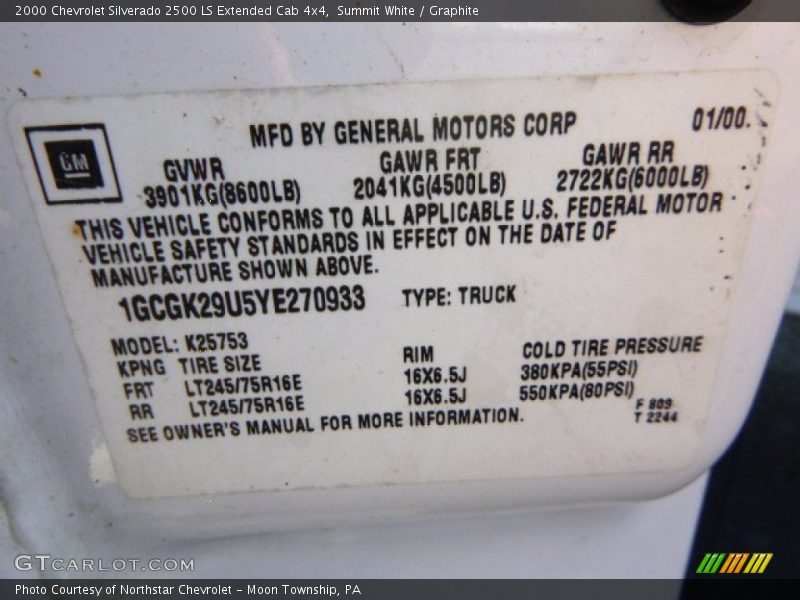 2000 Chevrolet Silverado 2500 LS Extended Cab 4x4, Summit White / Graphite
GM
MFD BY GENERAL MOTORS CORP 01/00.
GVWR GAWR FRT GAWR RR
3901KG(8600LB) 2041KG(4500LB) 2722KG(6000LB)
THIS VEHICLE CONFORMS TO ALL APPLICABLE U.S. FEDERAL MOTOR
VEHICLE SAFETY STANDARDS IN EFFECT ON THE DATE OF
MANUFACTURE SHOWN ABOVE.
1GCGK29U5YE270933 TYPE: TRUCK
MODEL: K25753
KPNG TIRE SIZE RIM COLD TIRE PRESSURE
FRT LT245/75R16E 16X6.5J 380KPA(55PSI)
RR LT245/75R16E 16X6.5J 550KPA(80PSI)
SEE OWNER'S MANUAL FOR MORE INFORMATION.
F 809
T 2244
GTCARLOT.COM
Photo Courtesy of Northstar Chevrolet - Moon Township, PA